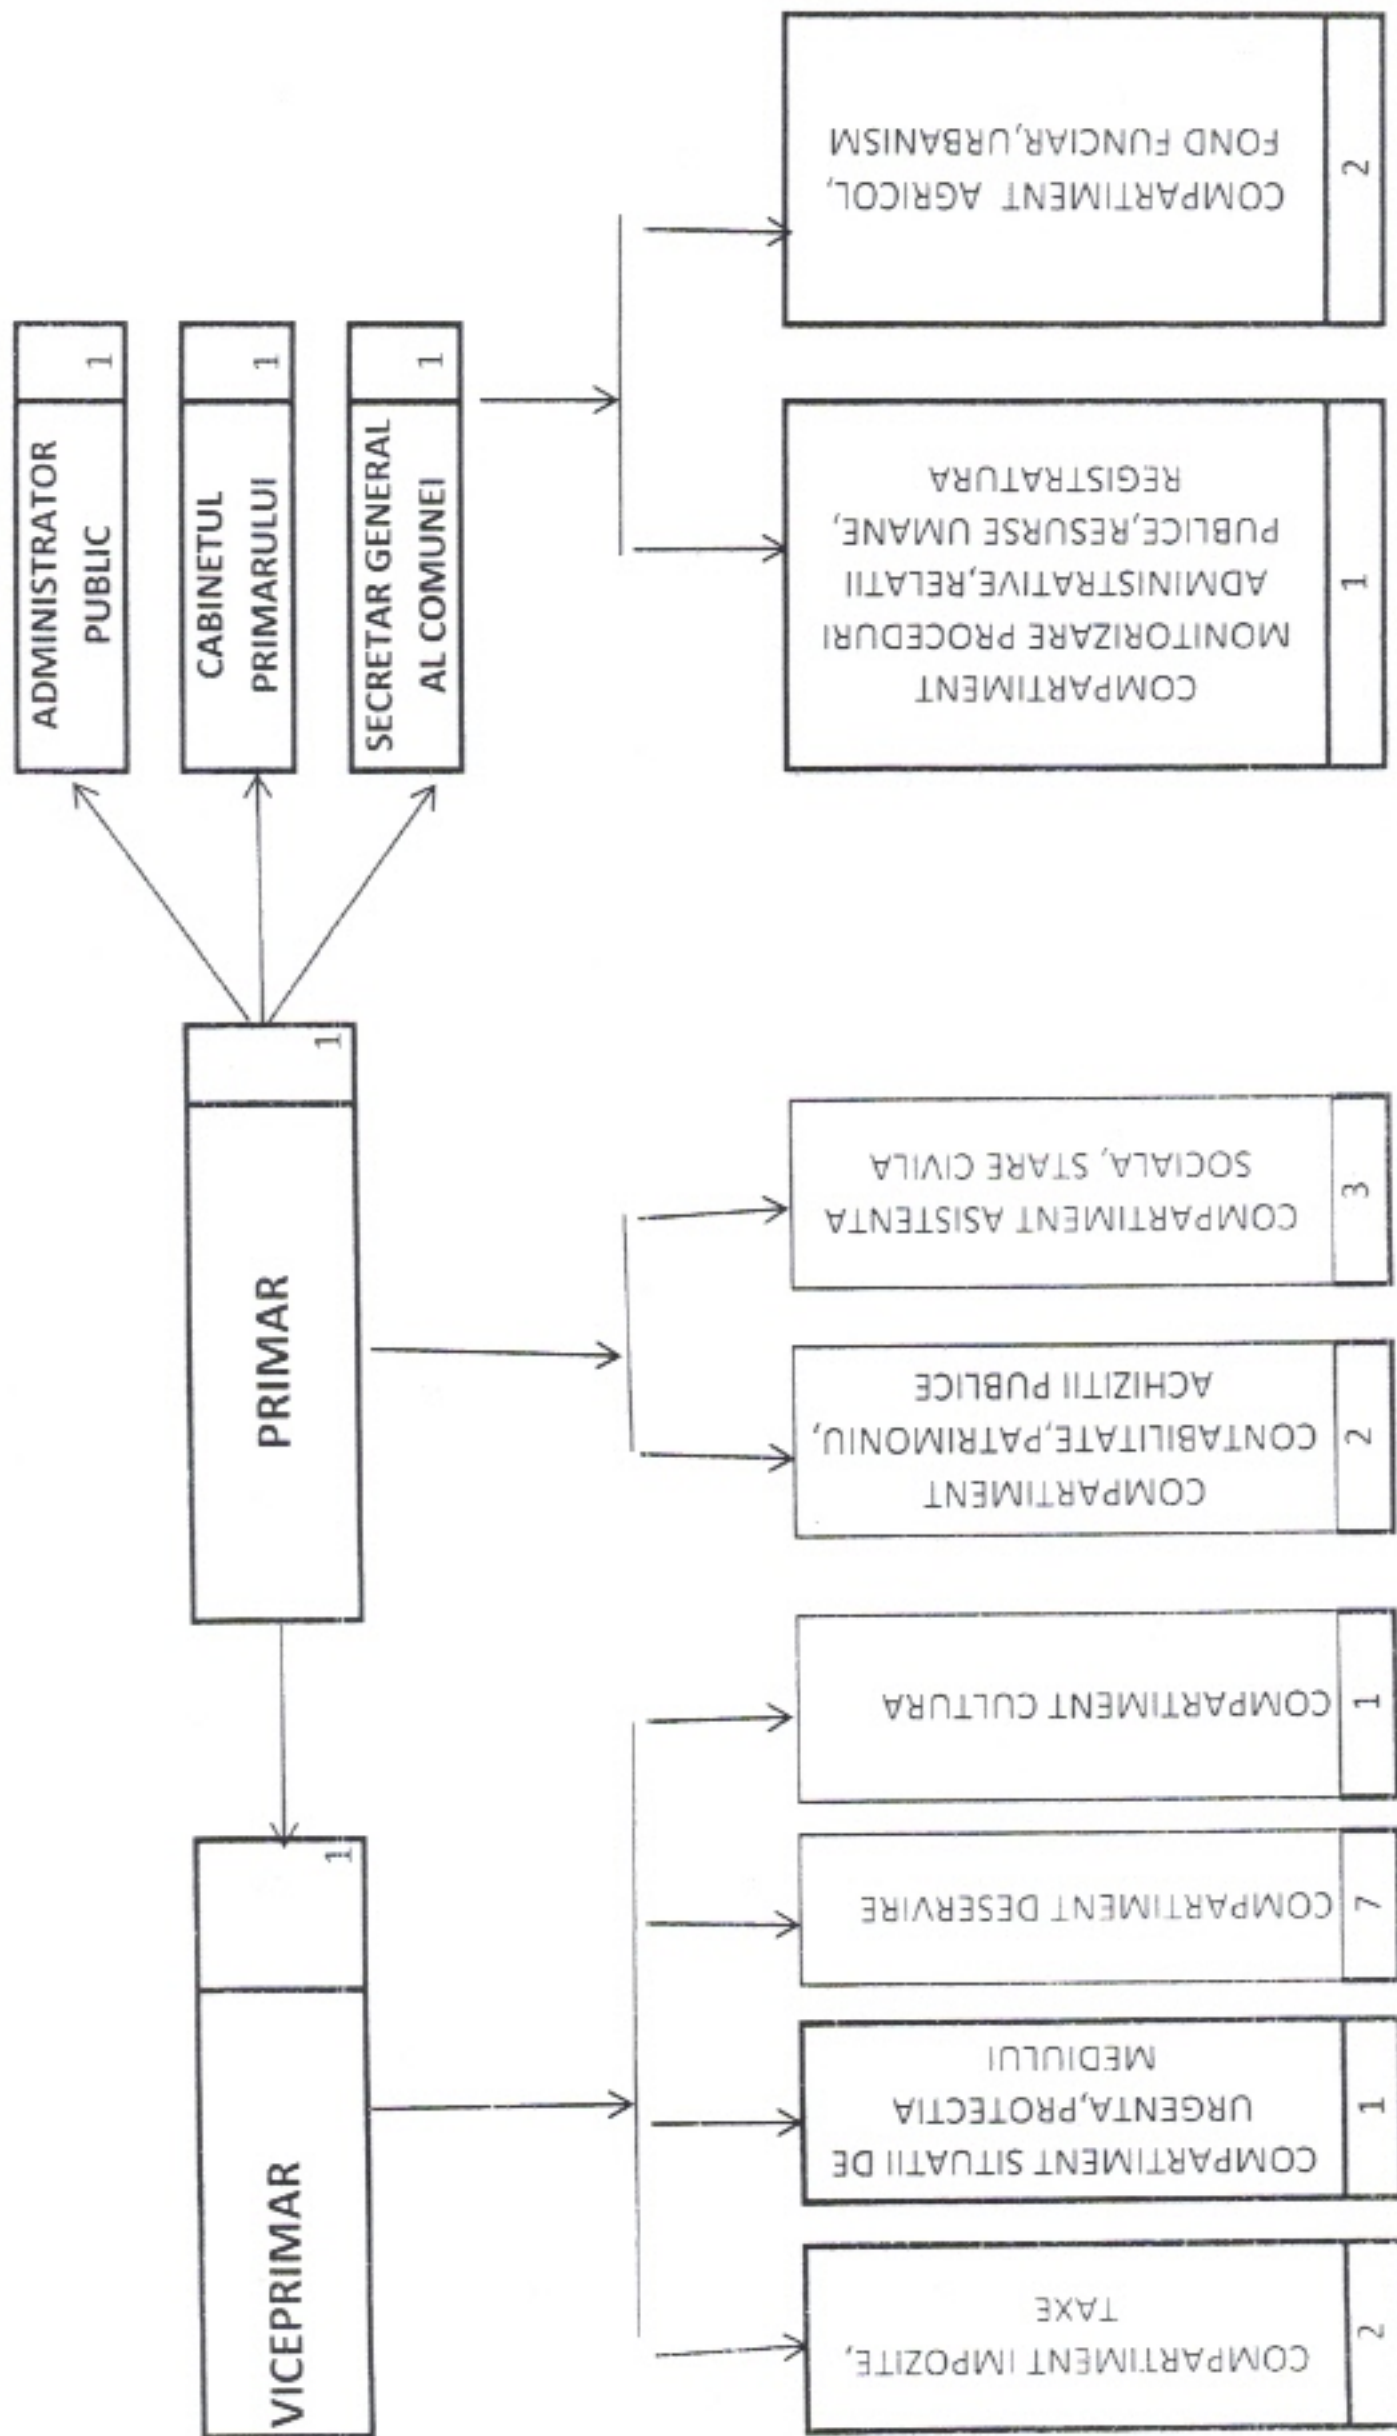 ADMINISTRATOR
PUBLIC
1
VICEPRIMAR
1
PRIMAR
1
CABINETUL
PRIMARULUI
1
SECRETAR GENERAL
AL COMUNEI
1
COMPARTIMENT IMPOZITE,
TAXE
2
COMPARTIMENT SITUATII DE
URGENTA,PROTECTIA
MEDIULUI
1
COMPARTIMENT DESERVIRE
7
COMPARTIMENT CULTURA
1
COMPARTIMENT
CONTABILITATE,PATRIMONIU,
ACHIZITII PUBLICE
2
COMPARTIMENT ASISTENTA
SOCIALA, STARE CIVILA
3
COMPARTIMENT
MONITORIZARE PROCEDURI
ADMINISTRATIVE,RELATII
PUBLICE,RESURSE UMANE,
REGISTRATURA
1
COMPARTIMENT AGRICOL,
FOND FUNCIAR,URBANISM
2